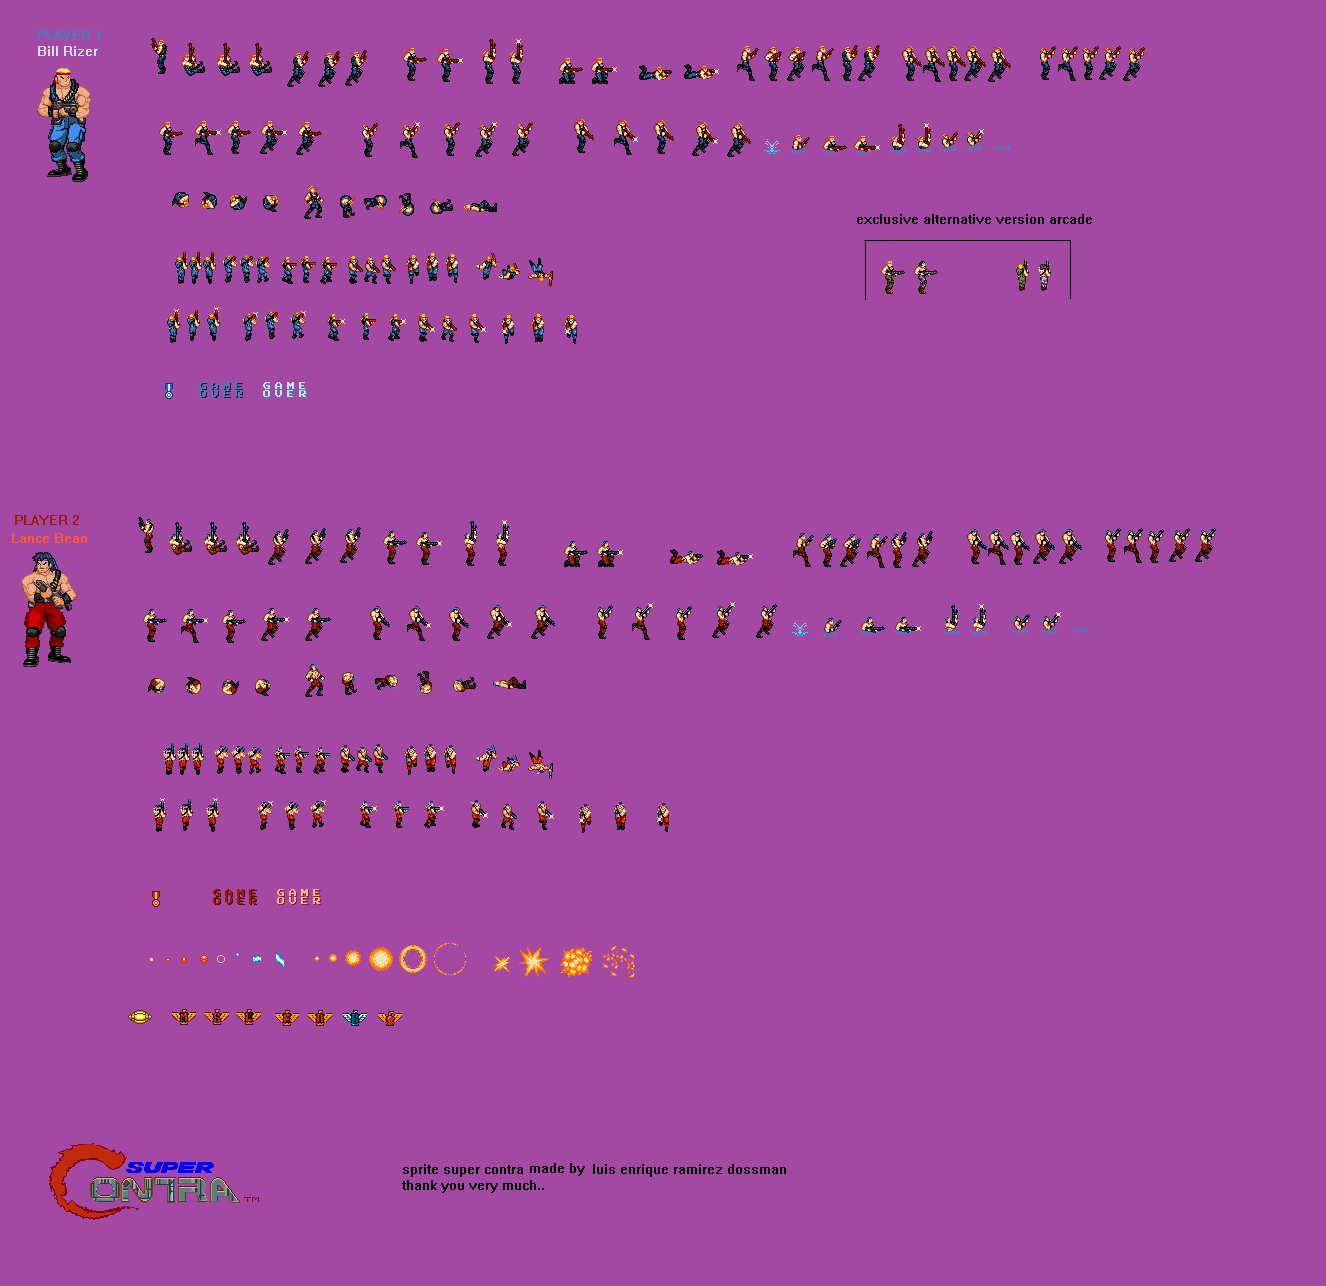 PLAYER 1
Bill Rizer
exclusive alternative version arcade
GAME OVER
GAME OVER
PLAYER 2
Lance Bean
GAME OVER
GAME OVER
M
S
L
F
R
B
SUPER
CONTRA ™
sprite super contra made by luis enrique ramirez dossman
thank you very much..